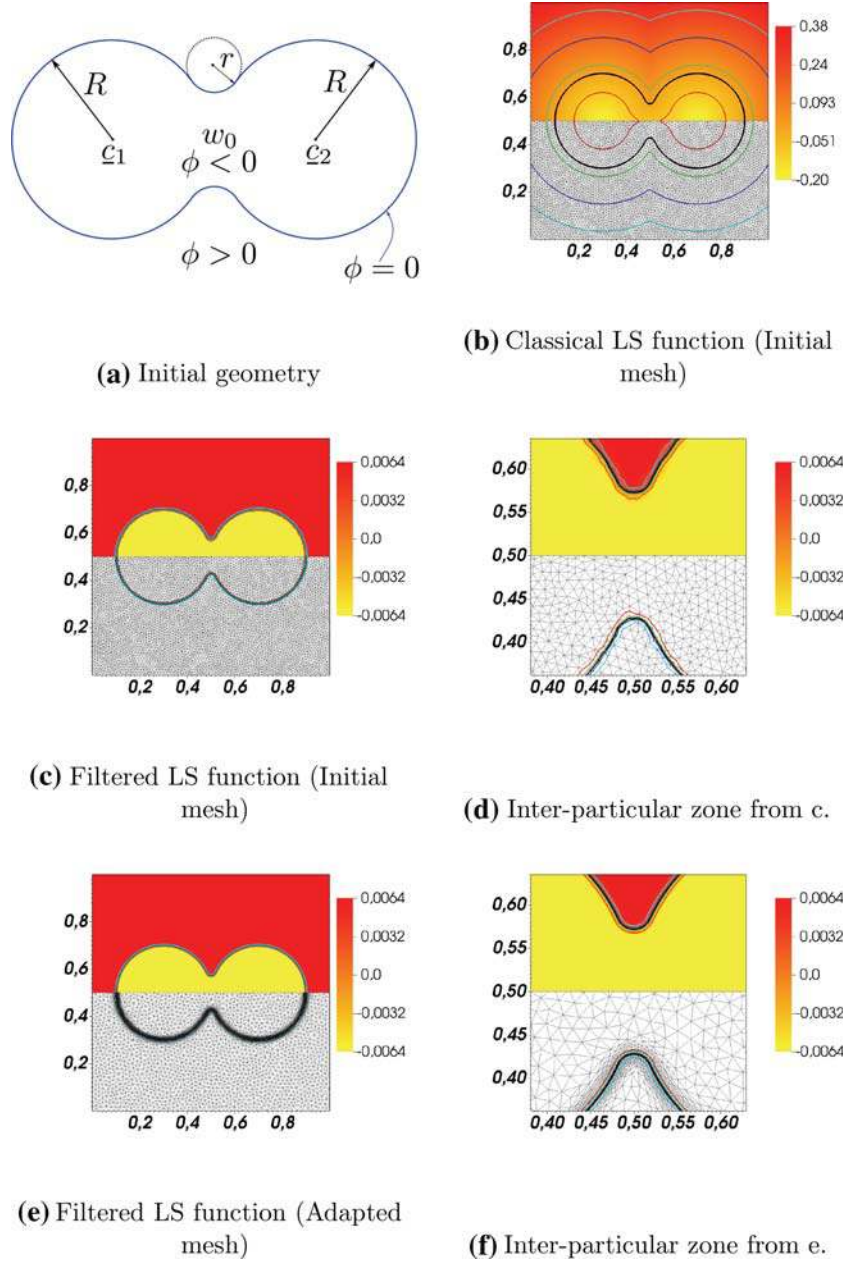 R
r
R
c1
w0
c2
ϕ < 0
ϕ > 0
ϕ = 0
(a) Initial geometry
0,8
0,6
0,4
0,2
0,2 0,4 0,6 0,8
0.38
0.24
0.093
-0.051
-0.20
(b) Classical LS function (Initial
mesh)
0,8
0,6
0,4
0,2
0,2 0,4 0,6 0,8
0.0064
0.0032
0.0
-0.0032
-0.0064
(c) Filtered LS function (Initial
mesh)
0,60
0,55
0,50
0,45
0,40
0,40 0,45 0,50 0,55 0,60
0.0064
0.0032
0.0
-0.0032
-0.0064
(d) Inter-particular zone from c.
0,8
0,6
0,4
0,2
0,2 0,4 0,6 0,8
0.0064
0.0032
0.0
-0.0032
-0.0064
(e) Filtered LS function (Adapted
mesh)
0,60
0,55
0,50
0,45
0,40
0,40 0,45 0,50 0,55 0,60
0.0064
0.0032
0.0
-0.0032
-0.0064
(f) Inter-particular zone from e.